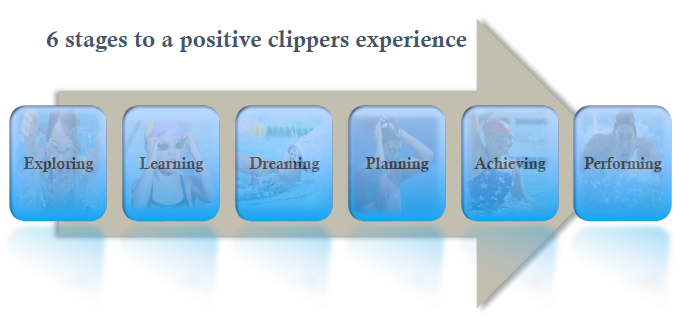 6 stages to a positive clippers experience
Exploring
Learning
Dreaming
Planning
Achieving
Performing